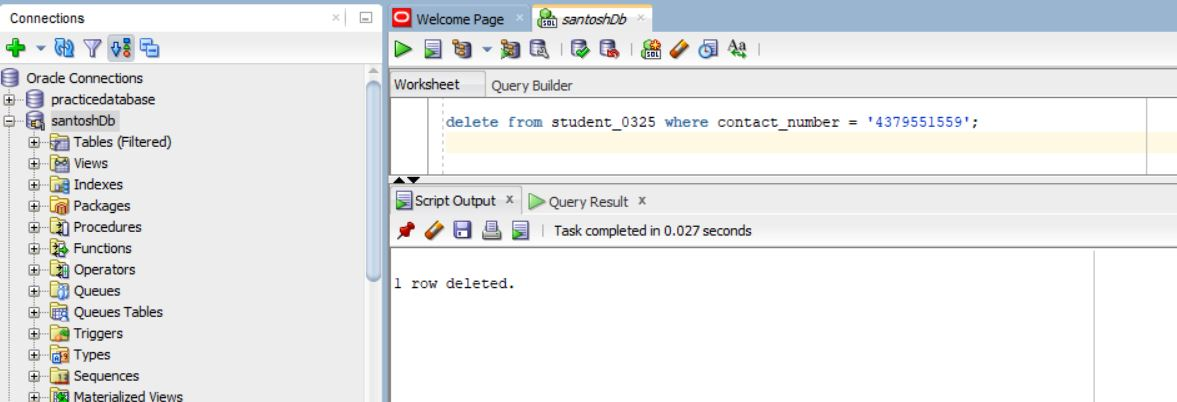 Connections
Oracle Connections
practicedatabase
santoshDb
Tables (Filtered)
Views
Indexes
Packages
Procedures
Functions
Operators
Queues
Queues Tables
Triggers
Types
Sequences
Materialized Views
Welcome Page
santoshDb
Worksheet
Query Builder
delete from student_0325 where contact_number = '4379551559';
Script Output x
Query Result x
Task completed in 0.027 seconds
1 row deleted.